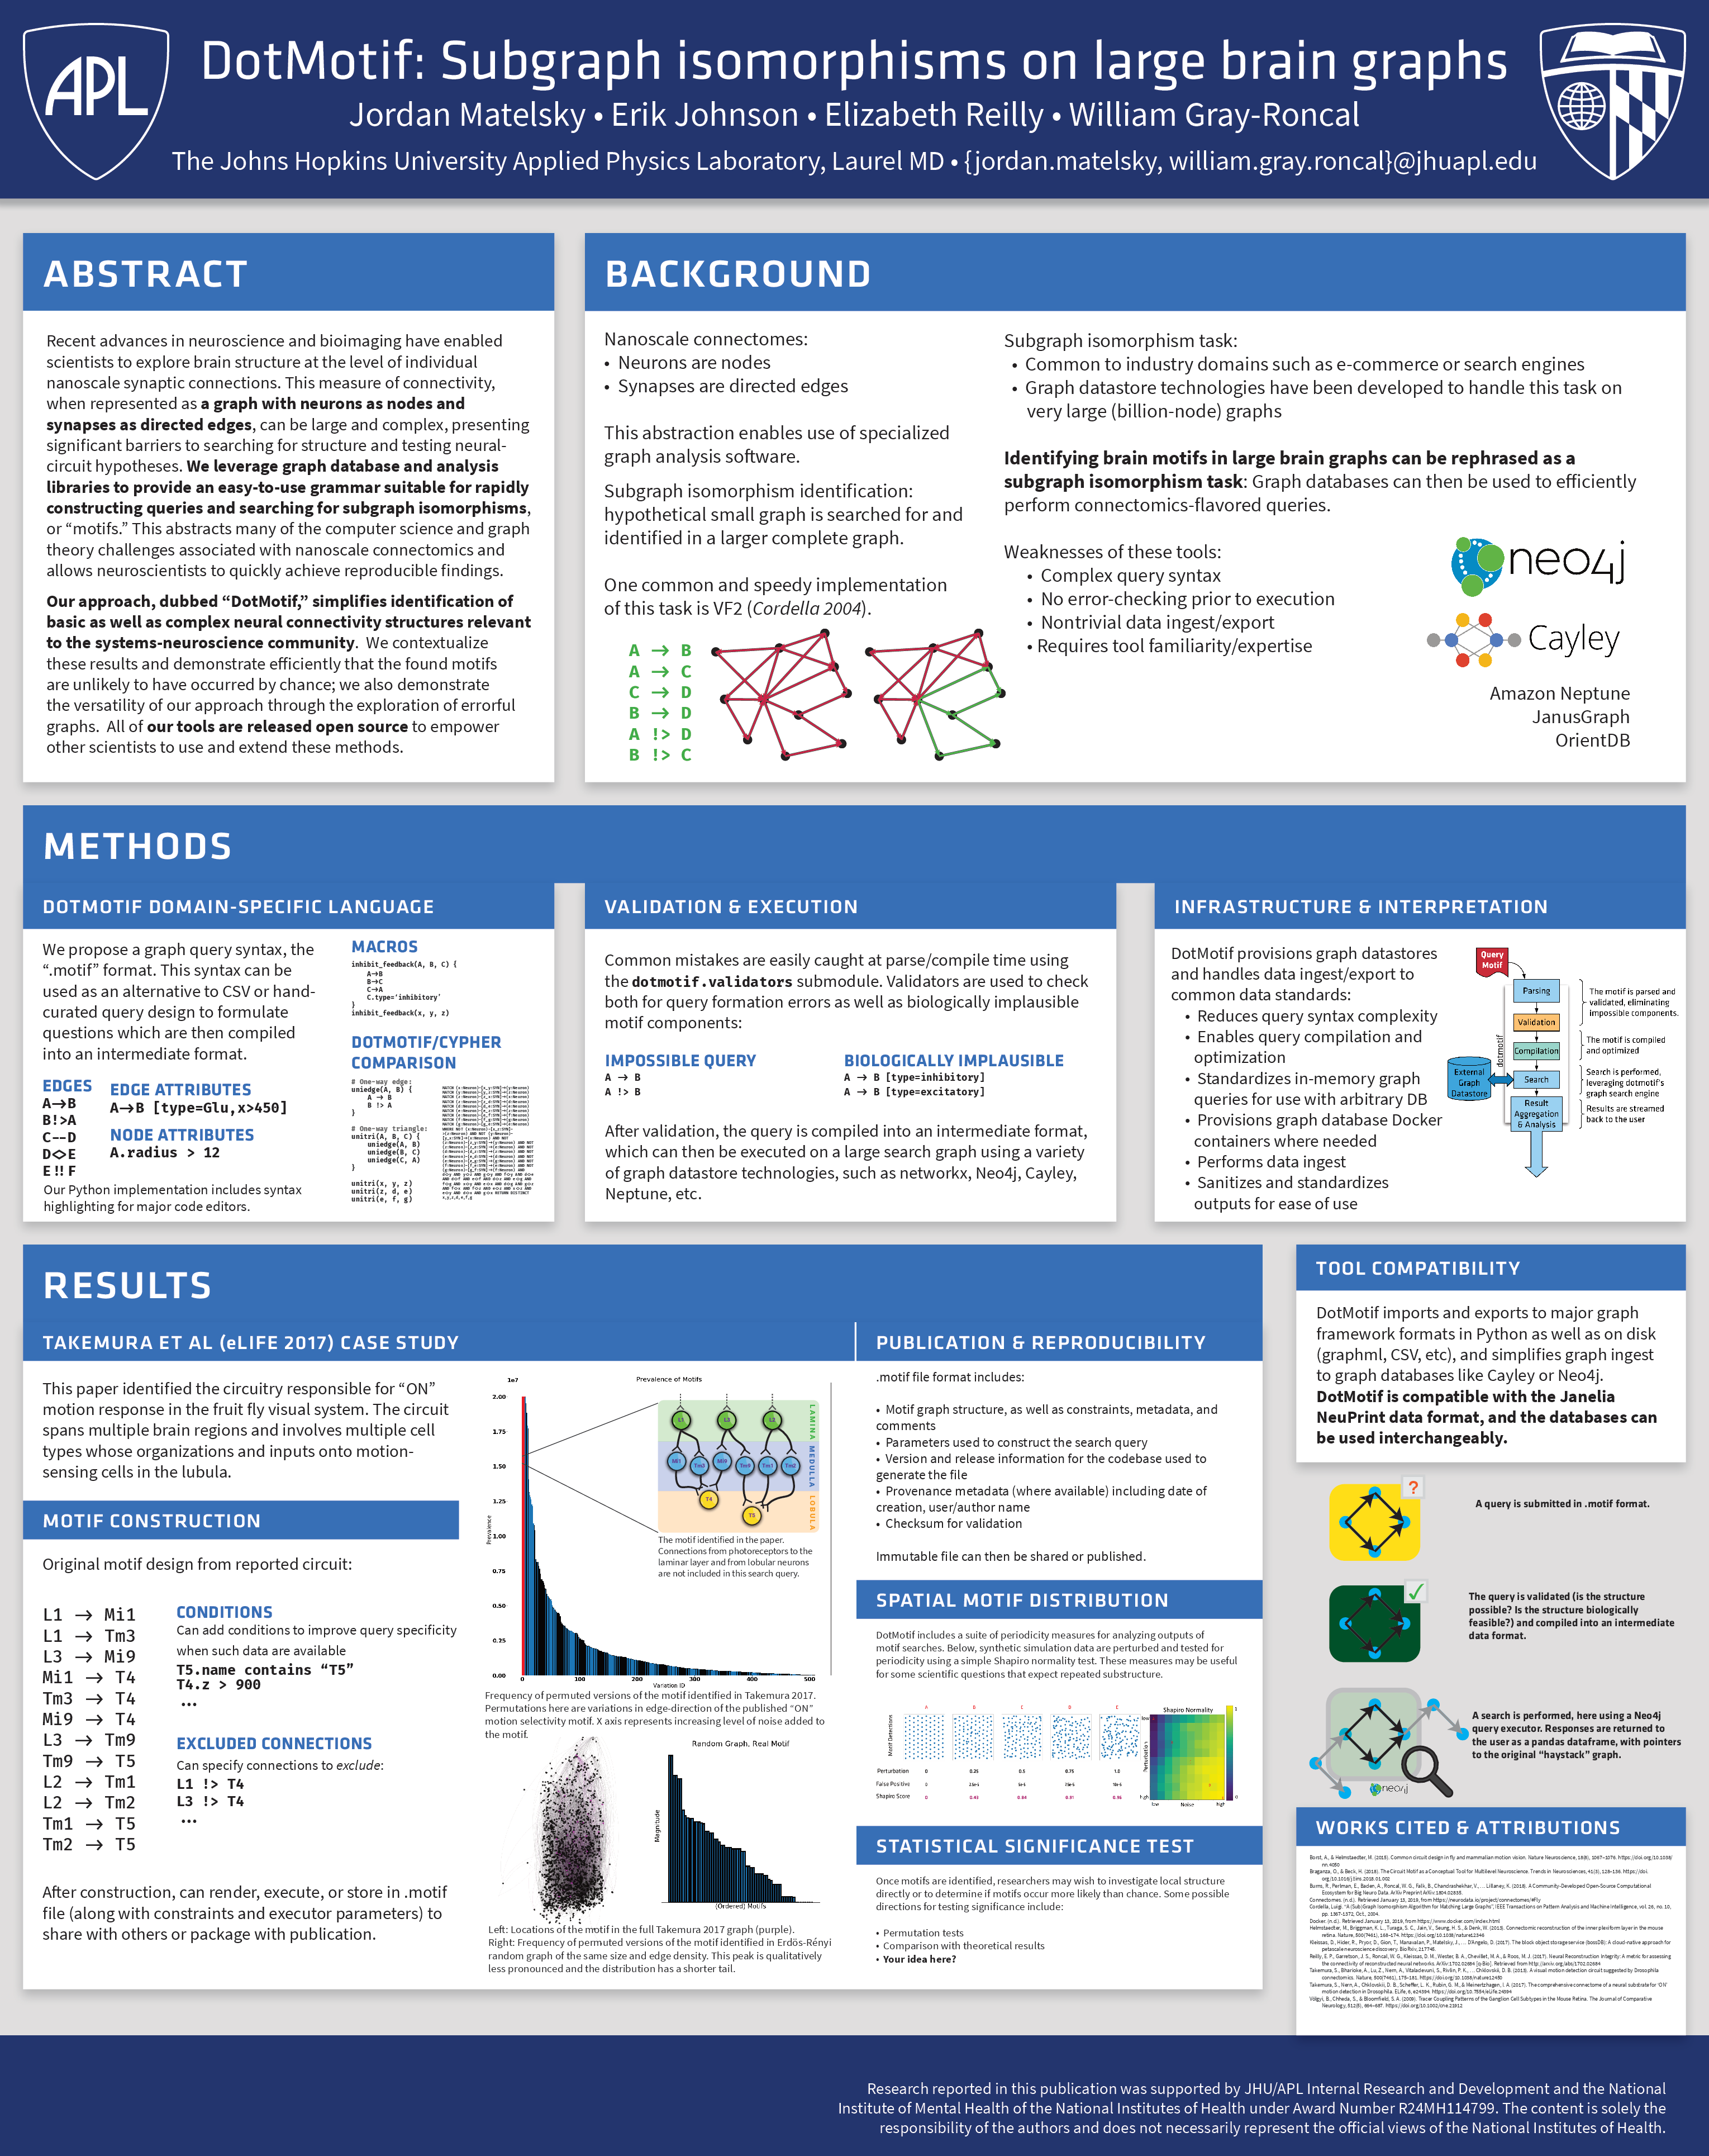 APL
DotMotif: Subgraph isomorphisms on large brain graphs
Jordan Matelsky • Erik Johnson • Elizabeth Reilly • William Gray-Roncal
The Johns Hopkins University Applied Physics Laboratory, Laurel MD • {jordan.matelsky, william.gray.roncal}@jhuapl.edu
ABSTRACT
Recent advances in neuroscience and bioimaging have enabled
scientists to explore brain structure at the level of individual
nanoscale synaptic connections. This measure of connectivity,
when represented as a graph with neurons as nodes and
synapses as directed edges, can be large and complex, presenting
significant barriers to searching for structure and testing neural-
circuit hypotheses. We leverage graph database and analysis
libraries to provide an easy-to-use grammar suitable for rapidly
constructing queries and searching for subgraph isomorphisms,
or “motifs.” This abstracts many of the computer science and graph
theory challenges associated with nanoscale connectomics and
allows neuroscientists to quickly achieve reproducible findings.
Our approach, dubbed “DotMotif,” simplifies identification of
basic as well as complex neural connectivity structures relevant
to the systems-neuroscience community. We contextualize
these results and demonstrate efficiently that the found motifs
are unlikely to have occurred by chance; we also demonstrate
the versatility of our approach through the exploration of errorful
graphs. All of our tools are released open source to empower
other scientists to use and extend these methods.
BACKGROUND
Nanoscale connectomes:
• Neurons are nodes
• Synapses are directed edges
This abstraction enables use of specialized
graph analysis software.
Subgraph isomorphism identification:
hypothetical small graph is searched for and
identified in a larger complete graph.
One common and speedy implementation
of this task is VF2 (Cordella 2004).
A → B
A → C
C → D
B → D
A !> D
B !> C
Subgraph isomorphism task:
• Common to industry domains such as e-commerce or search engines
• Graph datastore technologies have been developed to handle this task on
very large (billion-node) graphs
Identifying brain motifs in large brain graphs can be rephrased as a
subgraph isomorphism task: Graph databases can then be used to efficiently
perform connectomics-flavored queries.
Weaknesses of these tools:
• Complex query syntax
• No error-checking prior to execution
• Nontrivial data ingest/export
• Requires tool familiarity/expertise
neo4j
Cayley
Amazon Neptune
JanusGraph
OrientDB
METHODS
DOTMOTIF DOMAIN-SPECIFIC LANGUAGE
We propose a graph query syntax, the
“.motif” format. This syntax can be
used as an alternative to CSV or hand-
curated query design to formulate
questions which are then compiled
into an intermediate format.
EDGES
A→B
B!>A
C--D
D<>E
E!!F
EDGE ATTRIBUTES
A→B [type=Glu,x>450]
NODE ATTRIBUTES
A.radius > 12
Our Python implementation includes syntax
highlighting for major code editors.
MACROS
inhibit_feedback(A, B, C) {
A→B
B→C
C→A
C.type='inhibitory'
}
inhibit_feedback(x, y, z)
DOTMOTIF/CYPHER
COMPARISON
# One-way edge:
uniedge(A, B) {
A → B
B !> A
}
# One-way triangle:
unitri(A, B, C) {
uniedge(A, B)
uniedge(B, C)
uniedge(C, A)
}
unitri(x, y, z)
unitri(z, d, e)
unitri(e, f, g)
VALIDATION & EXECUTION
Common mistakes are easily caught at parse/compile time using
the dotmotif.validators submodule. Validators are used to check
both for query formation errors as well as biologically implausible
motif components:
IMPOSSIBLE QUERY
A → B
A !> B
BIOLOGICALLY IMPLAUSIBLE
A → B [type=inhibitory]
A → B [type=excitatory]
After validation, the query is compiled into an intermediate format,
which can then be executed on a large search graph using a variety
of graph datastore technologies, such as networkx, Neo4j, Cayley,
Neptune, etc.
INFRASTRUCTURE & INTERPRETATION
DotMotif provisions graph datastores
and handles data ingest/export to
common data standards:
• Reduces query syntax complexity
• Enables query compilation and
optimization
• Standardizes in-memory graph
queries for use with arbitrary DB
• Provisions graph database Docker
containers where needed
• Performs data ingest
• Sanitizes and standardizes
outputs for ease of use
Query
Motif
Parsing
Validation
Compilation
Search
Result
Aggregation
& Analysis
dotmotif
External
Graph
Datastore
The motif is parsed and
validated, eliminating
impossible components.
The motif is compiled
and optimized
Search is performed,
leveraging dotmotif's
graph search engine
Results are streamed
back to the user
RESULTS
TAKEMURA ET AL (eLIFE 2017) CASE STUDY
This paper identified the circuitry responsible for “ON”
motion response in the fruit fly visual system. The circuit
spans multiple brain regions and involves multiple cell
types whose organizations and inputs onto motion-
sensing cells in the lubula.
MOTIF CONSTRUCTION
Original motif design from reported circuit:
L1 → Mi1
L1 → Tm3
L3 → Mi9
Mi1 → T4
Tm3 → T4
Mi9 → T4
L3 → Tm9
Tm9 → T5
L2 → Tm1
L2 → Tm2
Tm1 → T5
Tm2 → T5
CONDITIONS
Can add conditions to improve query specificity
when such data are available
T5.name contains “T5”
T4.z > 900
...
EXCLUDED CONNECTIONS
Can specify connections to exclude:
L1 !> T4
L3 !> T4
...
After construction, can render, execute, or store in .motif
file (along with constraints and executor parameters) to
share with others or package with publication.
Prevalence of Motifs
1e7
2.00
1.75
1.50
1.25
1.00
0.75
0.50
0.25
0.00
Prevalence
0 100 200 300 400 500
Variation ID
L1 L3 L2
Mi1 Tm3 Mi9 Tm9 Tm1 Tm2
T4
T5
LAMINA
MEDULLA
LOBULA
The motif identified in the paper.
Connections from photoreceptors to the
laminar layer and from lobular neurons
are not included in this search query.
Frequency of permuted versions of the motif identified in Takemura 2017.
Permutations here are variations in edge-direction of the published “ON”
motion selectivity motif. X axis represents increasing level of noise added to
the motif.
Random Graph, Real Motif
Magnitude
(Ordered) Motifs
Left: Locations of the motif in the full Takemura 2017 graph (purple).
Right: Frequency of permuted versions of the motif identified in Erdös-Rényi
random graph of the same size and edge density. This peak is qualitatively
less pronounced and the distribution has a shorter tail.
PUBLICATION & REPRODUCIBILITY
.motif file format includes:
• Motif graph structure, as well as constraints, metadata, and
comments
• Parameters used to construct the search query
• Version and release information for the codebase used to
generate the file
• Provenance metadata (where available) including date of
creation, user/author name
• Checksum for validation
Immutable file can then be shared or published.
SPATIAL MOTIF DISTRIBUTION
DotMotif includes a suite of periodicity measures for analyzing outputs of
motif searches. Below, synthetic simulation data are perturbed and tested for
periodicity using a simple Shapiro normality test. These measures may be useful
for some scientific questions that expect repeated substructure.
A B C D E
Motif Detections
Perturbation 0 0.25 0.5 0.75 1.0
False Positive
Shapiro Score
Shapiro Normality
Perturbation
low
high
low Noise high
1
0
STATISTICAL SIGNIFICANCE TEST
Once motifs are identified, researchers may wish to investigate local structure
directly or to determine if motifs occur more likely than chance. Some possible
directions for testing significance include:
• Permutation tests
• Comparison with theoretical results
• Your idea here?
TOOL COMPATIBILITY
DotMotif imports and exports to major graph
framework formats in Python as well as on disk
(graphml, CSV, etc), and simplifies graph ingest
to graph databases like Cayley or Neo4j.
DotMotif is compatible with the Janelia
NeuPrint data format, and the databases can
be used interchangeably.
?
A query is submitted in .motif format.
✓
The query is validated (is the structure
possible? Is the structure biologically
feasible?) and compiled into an intermediate
data format.
A search is performed, here using a Neo4j
query executor. Responses are returned to
the user as a pandas dataframe, with pointers
to the original “haystack” graph.
neo4j
WORKS CITED & ATTRIBUTIONS
Research reported in this publication was supported by JHU/APL Internal Research and Development and the National
Institute of Mental Health of the National Institutes of Health under Award Number R24MH114799. The content is solely the
responsibility of the authors and does not necessarily represent the official views of the National Institutes of Health.